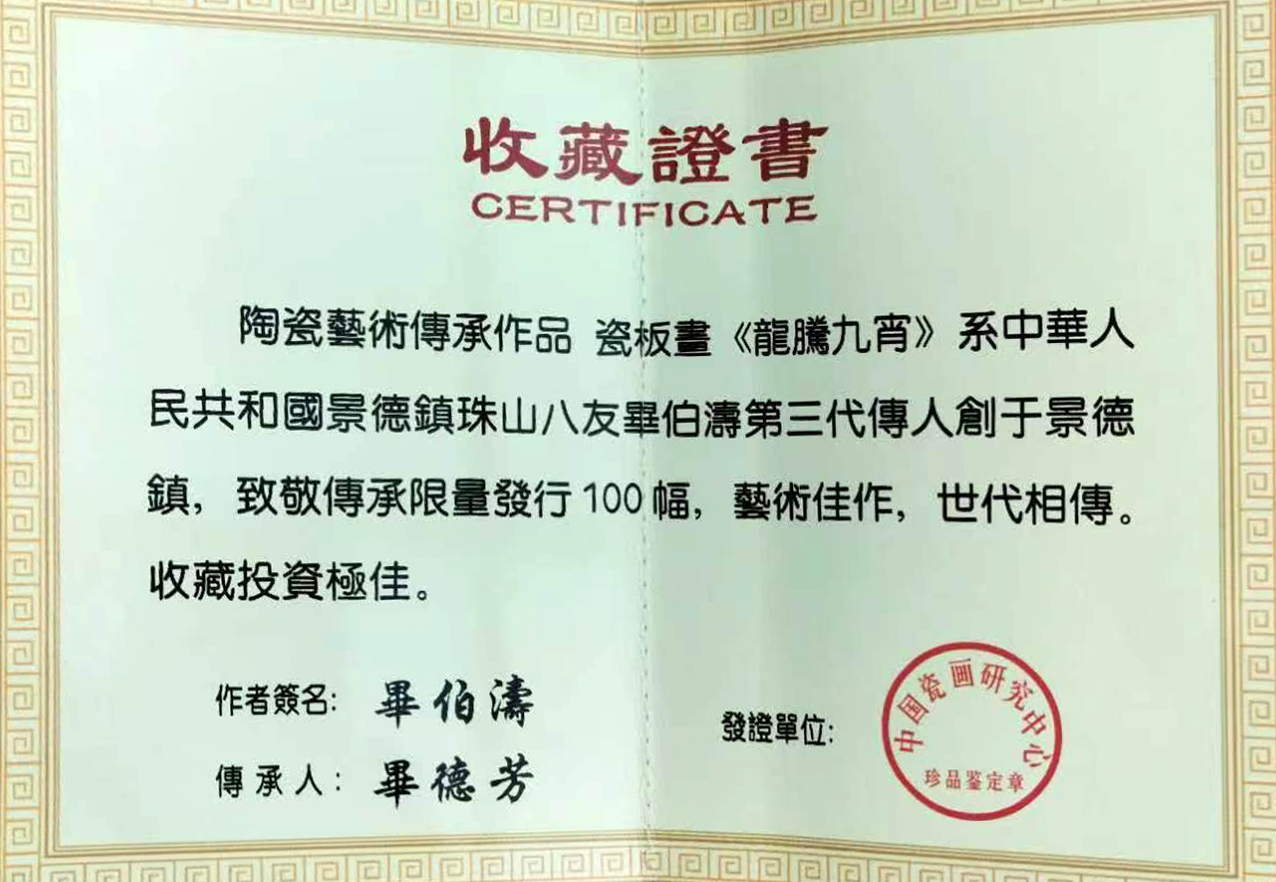 收藏證書
CERTIFICATE
陶瓷藝術傳承作品 瓷板畫《龍騰九宵》系中華人
民共和國景德鎮珠山八友畢伯濤第三代傳人創于景德
鎮，致敬傳承限量發行100幅，藝術佳作，世代相傳。
收藏投資極佳。
作者簽名：畢伯濤
傳承人：畢德芳
發證單位：
中国瓷画研究中心
珍品鉴定章